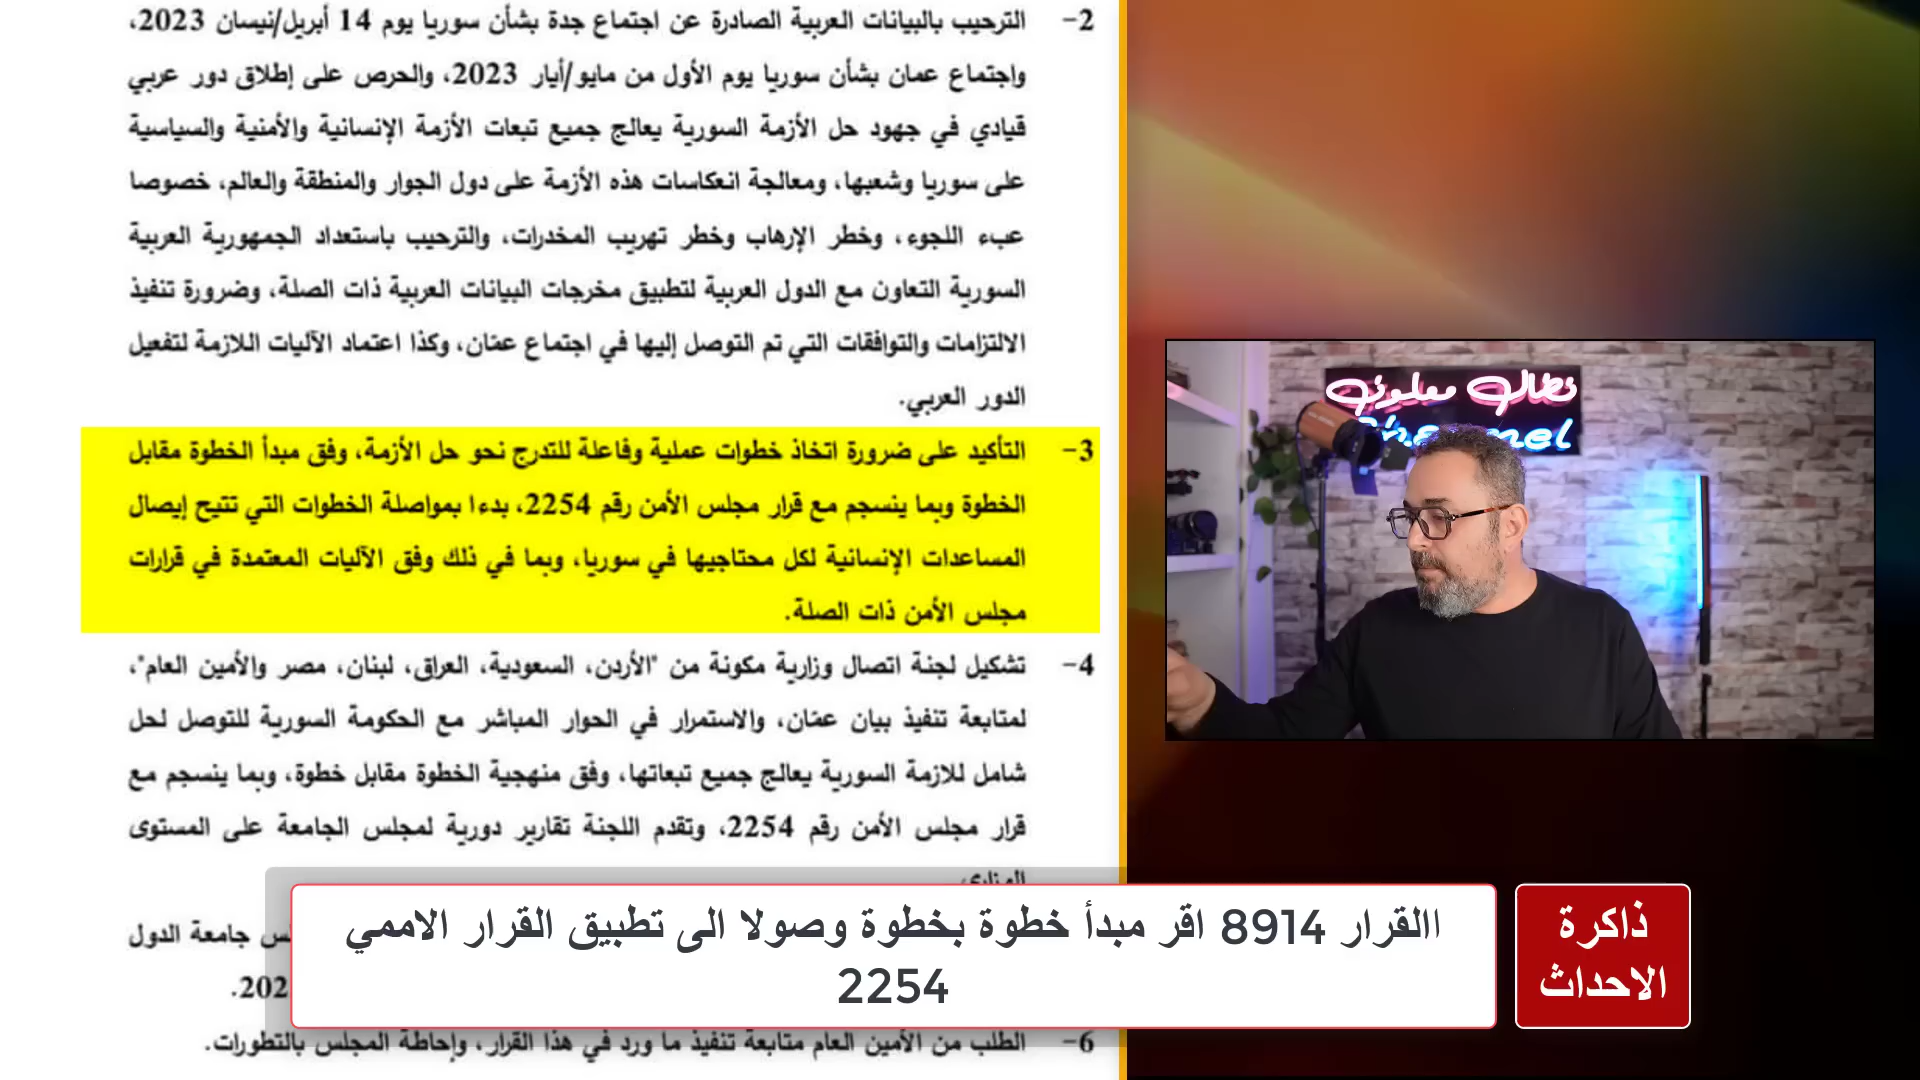 2- الترحيب بالبيانات العربية الصادرة عن اجتماع جدة بشأن سوريا يوم 14 أبريل/نيسان 2023،
واجتماع عمان بشأن سوريا يوم الأول من مايو/أيار 2023، والحرص على إطلاق دور عربي
قيادي في جهود حل الأزمة السورية يعالج جميع تبعات الأزمة الإنسانية والأمنية والسياسية
على سوريا وشعبها، ومعالجة انعكاسات هذه الأزمة على دول الجوار والمنطقة والعالم، خصوصا
عبء اللجوء، وخطر الإرهاب وخطر تهريب المخدرات، والترحيب باستعداد الجمهورية العربية
السورية التعاون مع الدول العربية لتطبيق مخرجات البيانات العربية ذات الصلة، وضرورة تنفيذ
الالتزامات والتوافقات التي تم التوصل إليها في اجتماع عمّان، وكذا اعتماد الآليات اللازمة لتفعيل
الدور العربي.
3- التأكيد على ضرورة اتخاذ خطوات عملية وفاعلة للتدرج نحو حل الأزمة، وفق مبدأ الخطوة مقابل
الخطوة وبما ينسجم مع قرار مجلس الأمن رقم 2254، بدءا بمواصلة الخطوات التي تتيح إيصال
المساعدات الإنسانية لكل محتاجيها في سوريا، وبما في ذلك وفق الآليات المعتمدة في قرارات
مجلس الأمن ذات الصلة.
4- تشكيل لجنة اتصال وزارية مكونة من "الأردن، السعودية، العراق، لبنان، مصر والأمين العام"،
لمتابعة تنفيذ بيان عمّان، والاستمرار في الحوار المباشر مع الحكومة السورية للتوصل لحل
شامل للازمة السورية يعالج جميع تبعاتها، وفق منهجية الخطوة مقابل خطوة، وبما ينسجم مع
قرار مجلس الأمن رقم 2254، وتقدم اللجنة تقارير دورية لمجلس الجامعة على المستوى
جامعة الدول
6- الطلب من الأمين العام متابعة تنفيذ ما ورد في هذا القرار، وإحاطة المجلس بالتطورات.
نضال معلوف
Channel
االقرار 8914 اقر مبدأ خطوة بخطوة وصولا الى تطبيق القرار الاممي
2254
ذاكرة
الاحداث